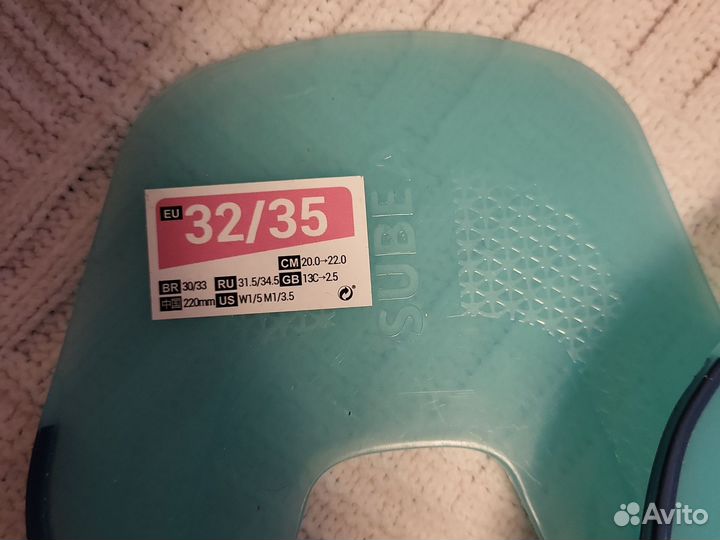 EU 32/35
CM 20.0→22.0
BR 30/33 RU 31.5/34.5 GB 13C→2.5
中国 220mm US W1/5 M1/3.5
SUBEA
Avito